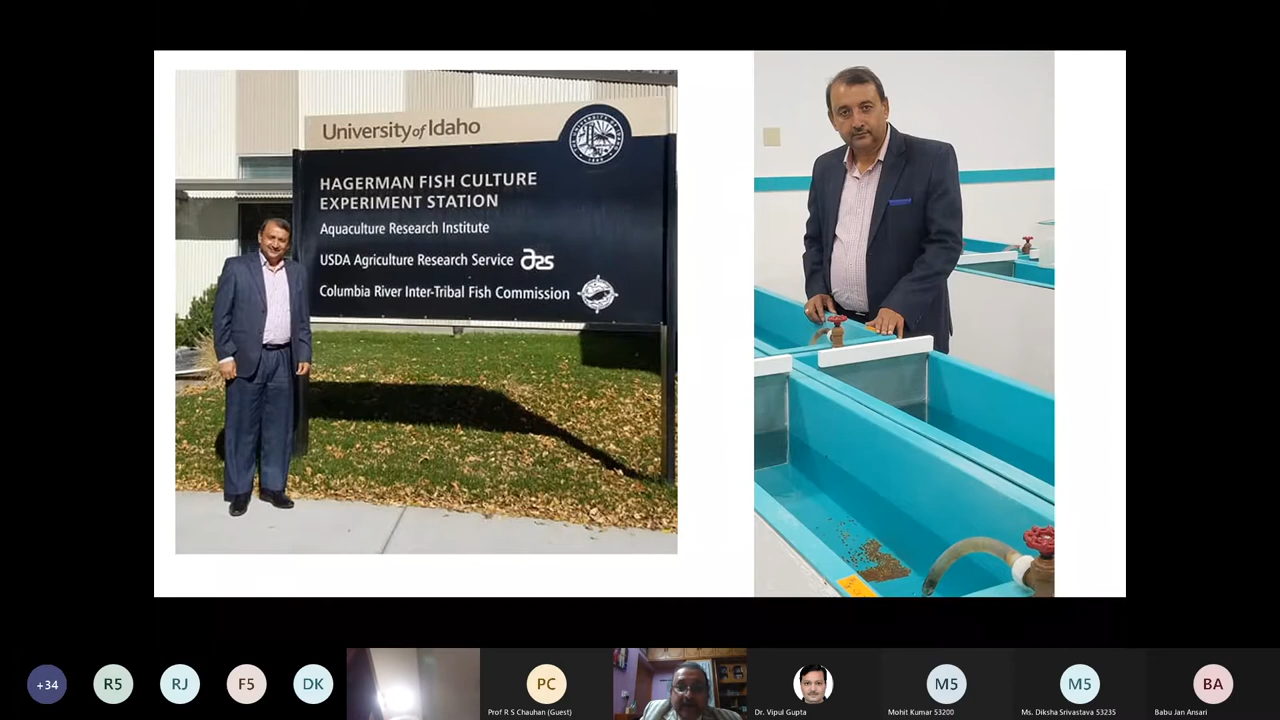 University of Idaho
HAGERMAN FISH CULTURE
EXPERIMENT STATION
Aquaculture Research Institute
USDA Agriculture Research Service ars
Columbia River Inter-Tribal Fish Commission
+34
R5
RJ
F5
DK
PC
Prof R S Chauhan (Guest)
Dr. Vipul Gupta
M5
Mohit Kumar 53200
M5
Ms. Diksha Srivastava 53235
BA
Babu Jan Ansari